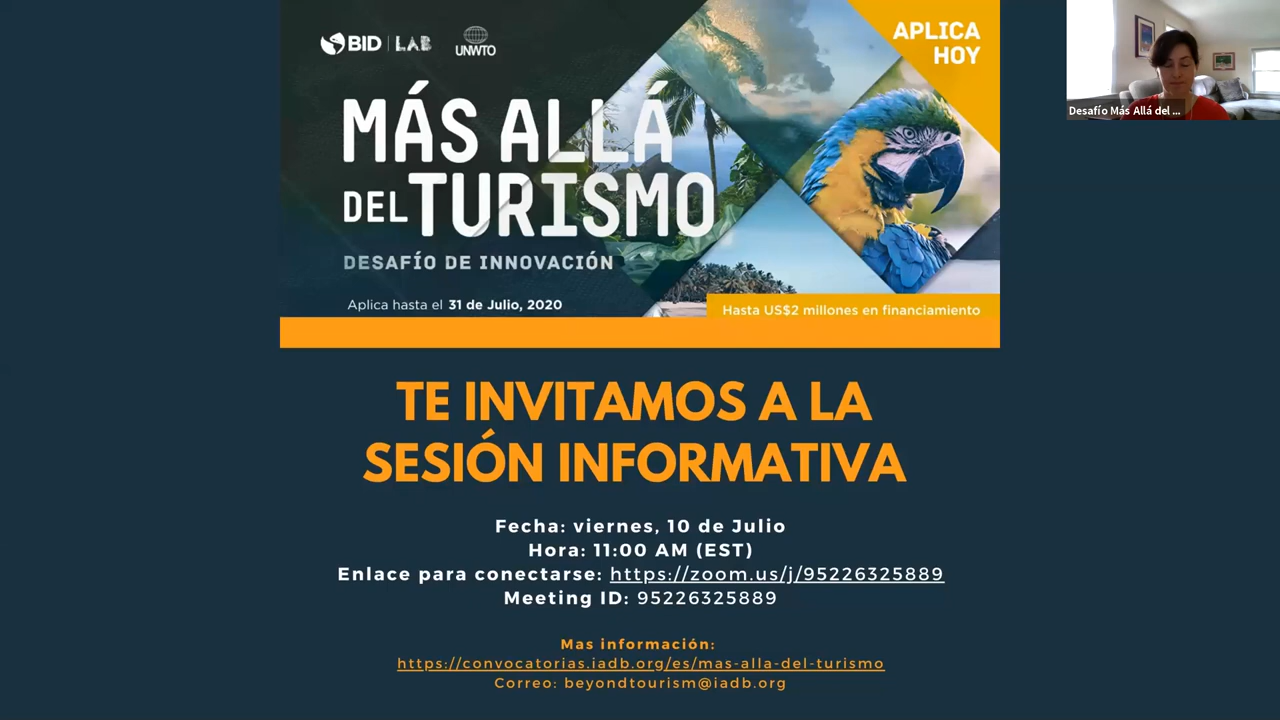 BID | LAB
UNWTO
APLICA
HOY
MÁS ALLÁ
DEL TURISMO
DESAFÍO DE INNOVACIÓN
Aplica hasta el 31 de Julio, 2020
Hasta US$2 millones en financiamiento
Desafío Más Allá del ...
TE INVITAMOS A LA
SESIÓN INFORMATIVA
Fecha: viernes, 10 de Julio
Hora: 11:00 AM (EST)
Enlace para conectarse: https://zoom.us/j/95226325889
Meeting ID: 95226325889
Mas información:
https://convocatorias.iadb.org/es/mas-alla-del-turismo
Correo: beyondtourism@iadb.org